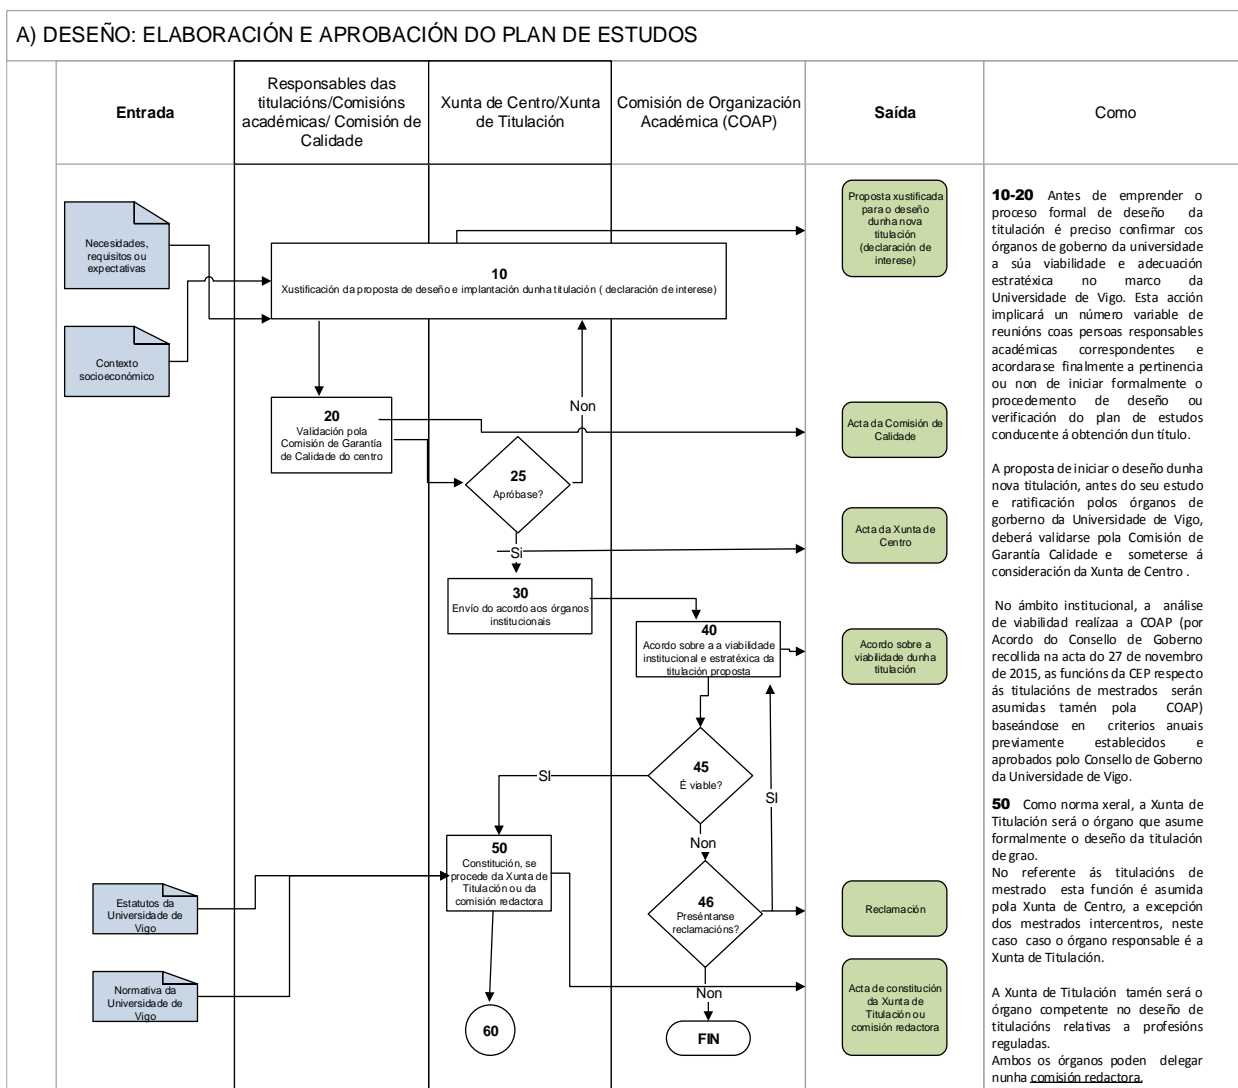 A) DESEÑO: ELABORACIÓN E APROBACIÓN DO PLAN DE ESTUDOS
Entrada
Responsables das
titulacións/Comisións
académicas/ Comisión de
Calidade
Xunta de Centro/Xunta
de Titulación
Comisión de Organización
Académica (COAP)
Saída
Como
Necesidades,
requisitos ou
expectativas
Contexto
socioeconómico
10
Xustificación da proposta de deseño e implantación dunha titulación ( declaración de interese)
Proposta xustificada
para o deseño
dunha nova
titulación
(declaración de
interese)
20
Validación pola
Comisión de Garantía
de Calidade do centro
Non
25
Apróbase?
Si
Acta da Comisión de
Calidade
Acta da Xunta de
Centro
30
Envío do acordo aos órganos
institucionais
40
Acordo sobre a a viabilidade
institucional e estratéxica da
titulación proposta
Acordo sobre a
viabilidade dunha
titulación
45
É viable?
SI
SI
Non
50
Constitución, se
procede da Xunta de
Titulación ou da
comisión redactora
46
Preséntanse
reclamacións?
Reclamación
Estatutos da
Universidade de
Vigo
Normativa da
Universidade de
Vigo
60
Non
FIN
Acta de constitución
da Xunta de
Titulación ou
comisión redactora
10-20 Antes de emprender o
proceso formal de deseño da
titulación é preciso confirmar cos
órganos de goberno da universidade
a súa viabilidade e adecuación
estratéxica no marco da
Universidade de Vigo. Esta acción
implicará un número variable de
reunións coas persoas responsables
académicas correspondentes e
acordarase finalmente a pertinencia
ou non de iniciar formalmente o
procedemento de deseño ou
verificación do plan de estudos
conducente á obtención dun título.
A proposta de iniciar o deseño dunha
nova titulación, antes do seu estudo
e ratificación polos órganos de
gorberno da Universidade de Vigo,
deberá validarse pola Comisión de
Garantía Calidade e someterse á
consideración da Xunta de Centro .
No ámbito institucional, a análise
de viabilidad realízaa a COAP (por
Acordo do Consello de Goberno
recollida na acta do 27 de novembro
de 2015, as funcións da CEP respecto
ás titulacións de mestrados serán
asumidas tamén pola COAP)
baseándose en criterios anuais
previamente establecidos e
aprobados polo Consello de Goberno
da Universidade de Vigo.
50 Como norma xeral, a Xunta de
Titulación será o órgano que asume
formalmente o deseño da titulación
de grao.
No referente ás titulacións de
mestrado esta función é asumida
pola Xunta de Centro, a excepción
dos mestrados intercentros, neste
caso caso o órgano responsable é a
Xunta de Titulación.
A Xunta de Titulación tamén será o
órgano competente no deseño de
titulacións relativas a profesións
reguladas.
Ambos os órganos poden delegar
nunha comisión redactora.